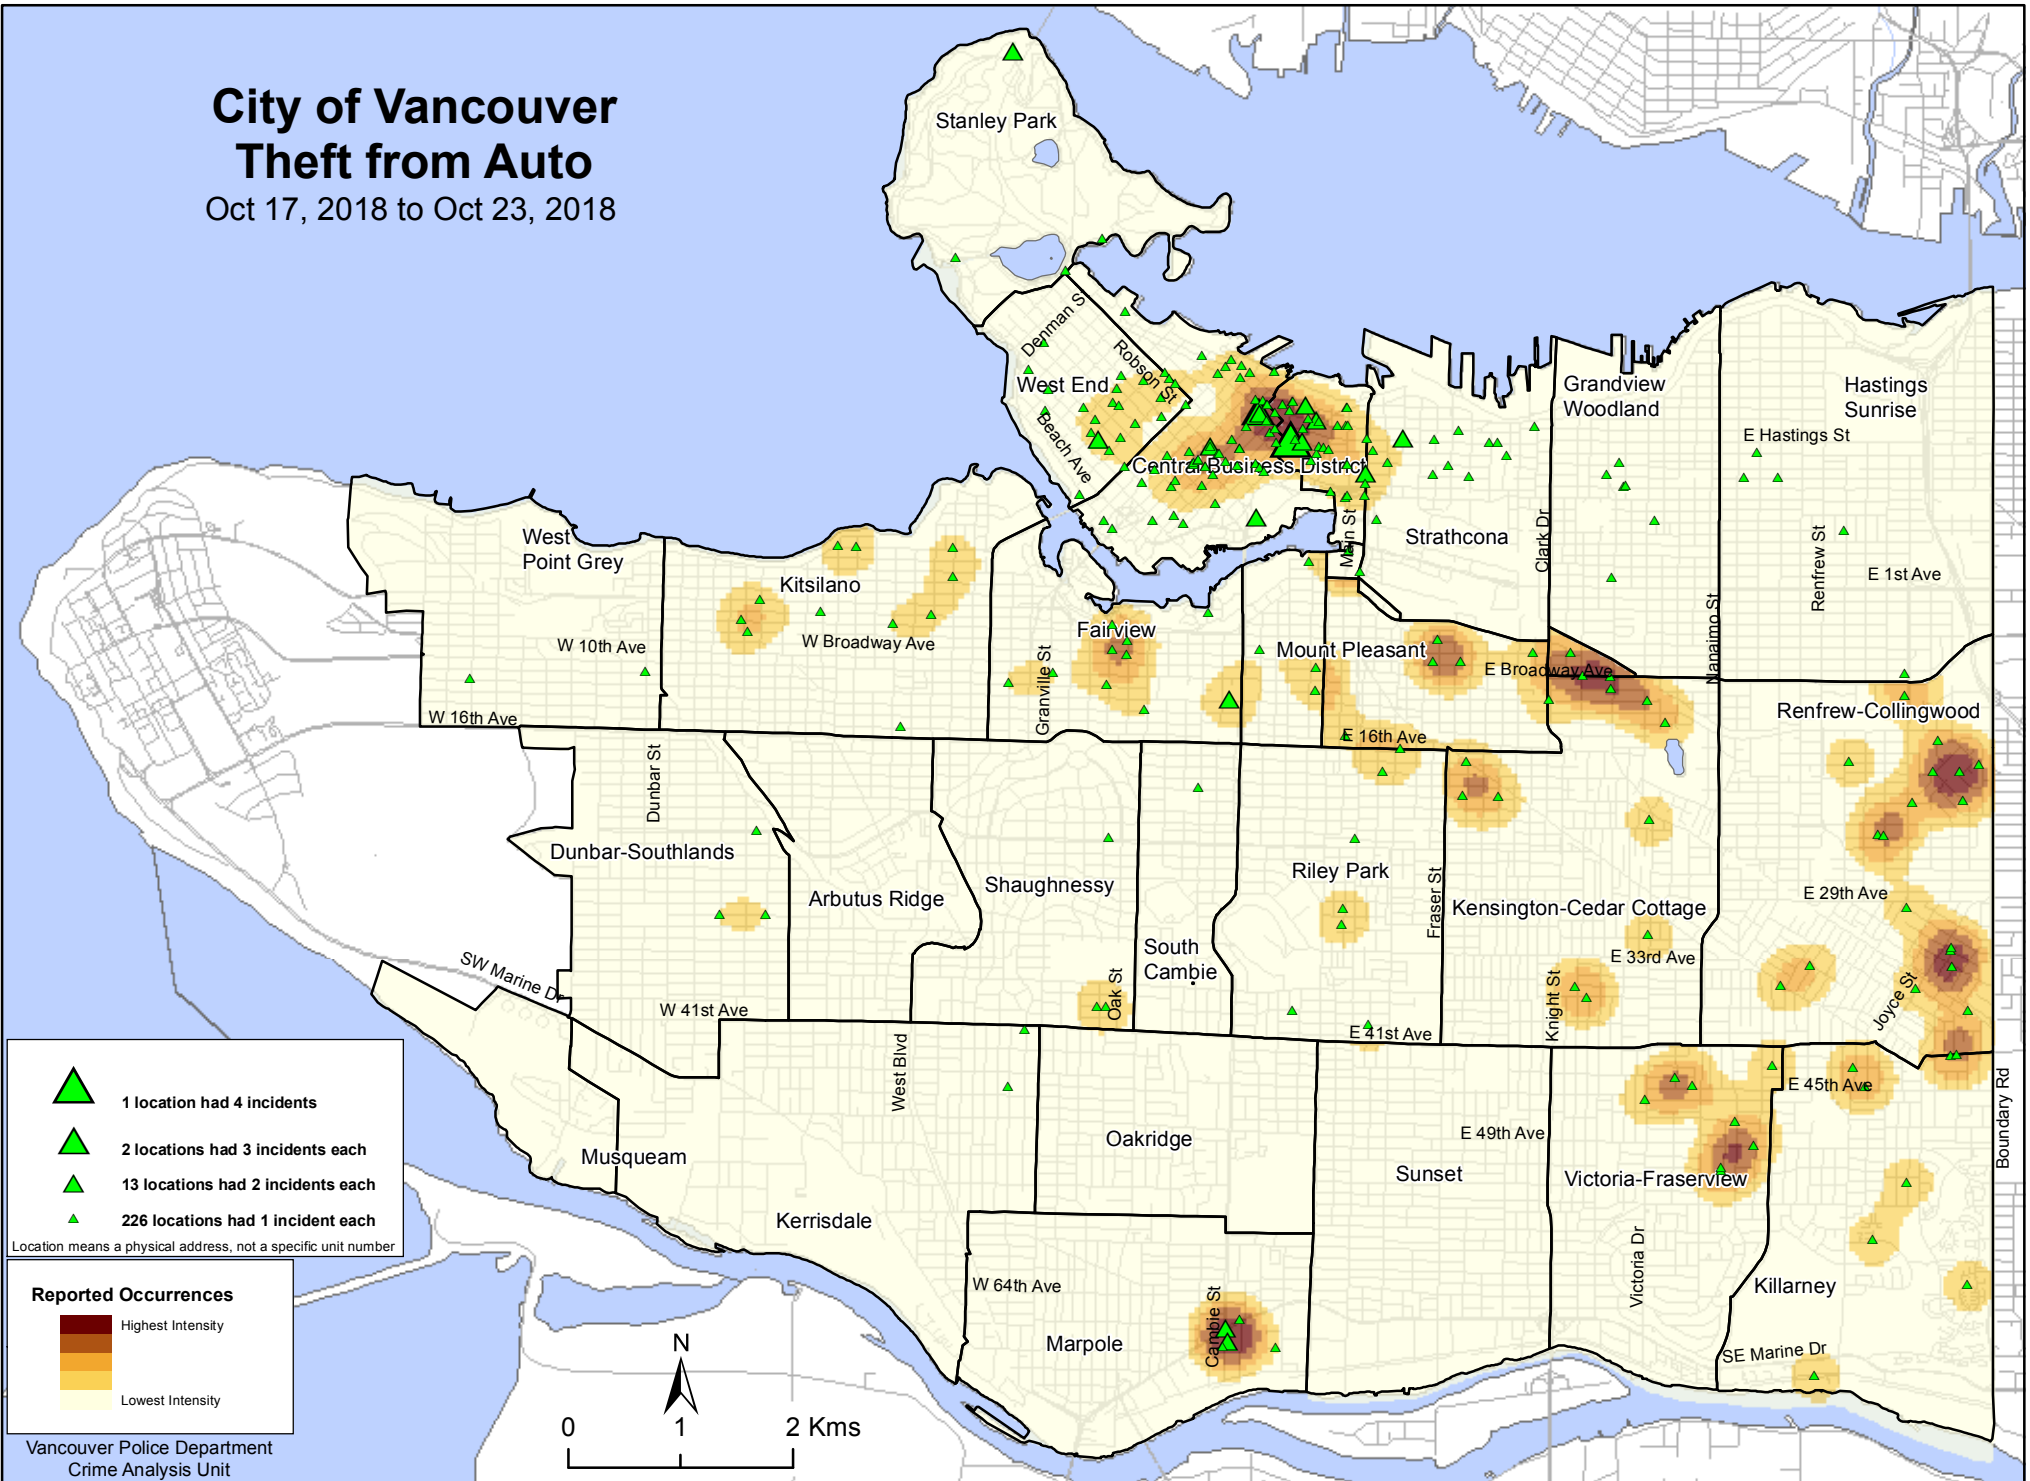 City of Vancouver
Theft from Auto
Oct 17, 2018 to Oct 23, 2018
Stanley Park
Denman S
Robson St
West End
Beach Ave
Central Business District
Main St
Strathcona
Clark Dr
Grandview
Woodland
Hastings
Sunrise
E Hastings St
Renfrew St
E 1st Ave
Nanaimo St
West
Point Grey
Kitsilano
W 10th Ave
W Broadway Ave
W 16th Ave
Fairview
Granville St
Mount Pleasant
E Broadway Ave
E 16th Ave
Renfrew-Collingwood
Dunbar St
Dunbar-Southlands
Arbutus Ridge
Shaughnessy
South
Cambie
Oak St
Riley Park
Fraser St
Kensington-Cedar Cottage
E 29th Ave
E 33rd Ave
Knight St
Joyce St
SW Marine Dr
W 41st Ave
E 41st Ave
West Blvd
E 45th Ave
Boundary Rd
Musqueam
Oakridge
E 49th Ave
Sunset
Victoria-Fraserview
Kerrisdale
Victoria Dr
Killarney
W 64th Ave
Cambie St
Marpole
SE Marine Dr
1 location had 4 incidents
2 locations had 3 incidents each
13 locations had 2 incidents each
226 locations had 1 incident each
Location means a physical address, not a specific unit number
Reported Occurrences
Highest Intensity
Lowest Intensity
N
0 1 2 Kms
Vancouver Police Department
Crime Analysis Unit